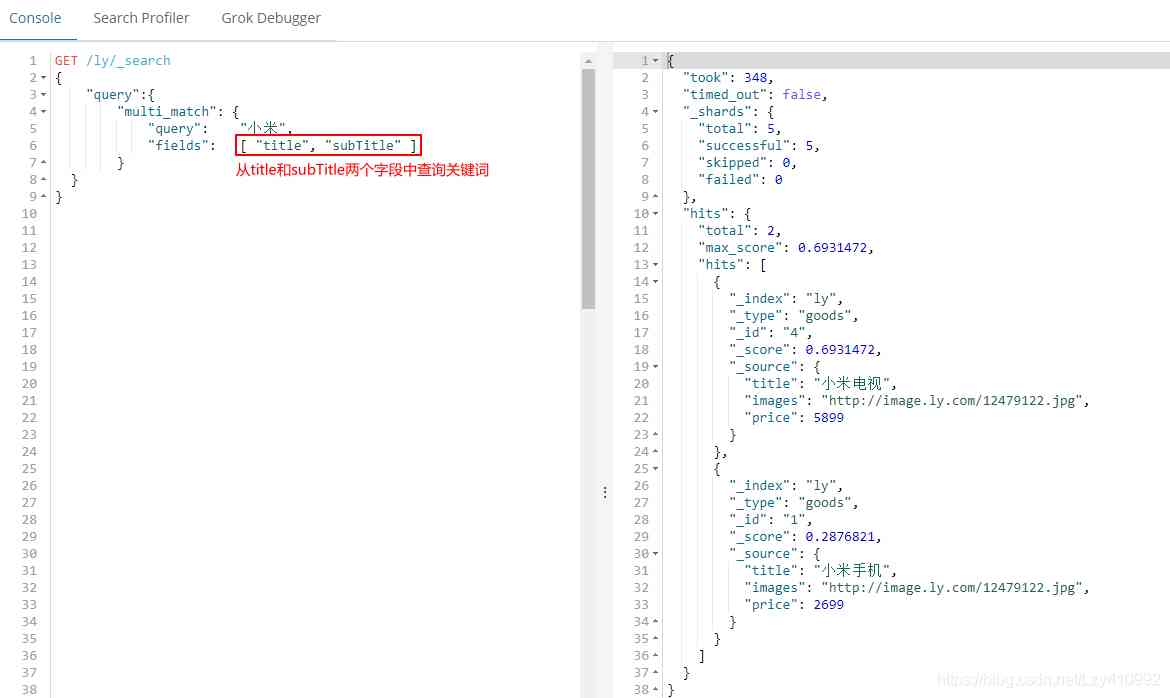 Console Search Profiler Grok Debugger
1 GET /ly/_search
2 {
3 "query":{
4 "multi_match": {
5 "query": "小米",
6 "fields": [ "title", "subTitle" ]
7 }
从title和subTitle两个字段中查询关键词
8 }
9 }
10
11
12
13
14
15
16
17
18
19
20
21
22
23
24
25
26
27
28
29
30
31
32
33
34
35
36
37
38
1 {
2 "took": 348,
3 "timed_out": false,
4 "_shards": {
5 "total": 5,
6 "successful": 5,
7 "skipped": 0,
8 "failed": 0
9 },
10 "hits": {
11 "total": 2,
12 "max_score": 0.6931472,
13 "hits": [
14 {
15 "_index": "ly",
16 "_type": "goods",
17 "_id": "4",
18 "_score": 0.6931472,
19 "_source": {
20 "title": "小米电视",
21 "images": "http://image.ly.com/12479122.jpg",
22 "price": 5899
23 }
24 },
25 {
26 "_index": "ly",
27 "_type": "goods",
28 "_id": "1",
29 "_score": 0.2876821,
30 "_source": {
31 "title": "小米手机",
32 "images": "http://image.ly.com/12479122.jpg",
33 "price": 2699
34 }
35 }
36 ]
37 }
38 }